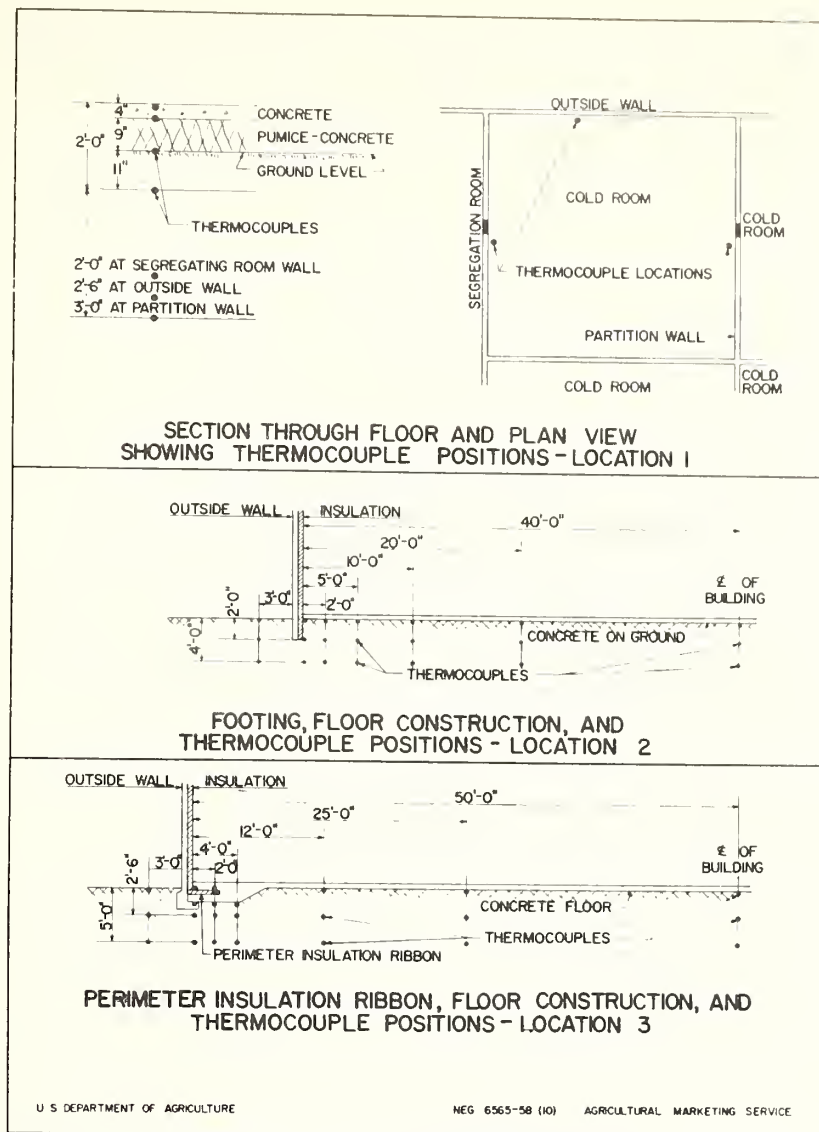 4"
9"
2'-0"
11"
CONCRETE
PUMICE-CONCRETE
GROUND LEVEL
THERMOCOUPLES
2'-0" AT SEGREGATING ROOM WALL
2'-6" AT OUTSIDE WALL
3'-0" AT PARTITION WALL
OUTSIDE WALL
SEGREGATION ROOM
COLD ROOM
COLD
ROOM
THERMOCOUPLE LOCATIONS
PARTITION WALL
COLD ROOM
COLD
ROOM
SECTION THROUGH FLOOR AND PLAN VIEW
SHOWING THERMOCOUPLE POSITIONS-LOCATION 1
OUTSIDE WALL
INSULATION
40'-0"
20'-0"
10'-0"
5'-0"
3'-0"
2'-0"
2'-0"
4'-0"
℄ OF
BUILDING
CONCRETE ON GROUND
THERMOCOUPLES
FOOTING, FLOOR CONSTRUCTION, AND
THERMOCOUPLE POSITIONS - LOCATION 2
OUTSIDE WALL
INSULATION
50'-0"
25'-0"
12'-0"
4'-0"
3'-0"
2'-0"
2'-6"
5'-0"
℄ OF
BUILDING
CONCRETE FLOOR
THERMOCOUPLES
PERIMETER INSULATION RIBBON
PERIMETER INSULATION RIBBON, FLOOR CONSTRUCTION, AND
THERMOCOUPLE POSITIONS-LOCATION 3
U S DEPARTMENT OF AGRICULTURE
NEG 6565-58 (10)
AGRICULTURAL MARKETING SERVICE